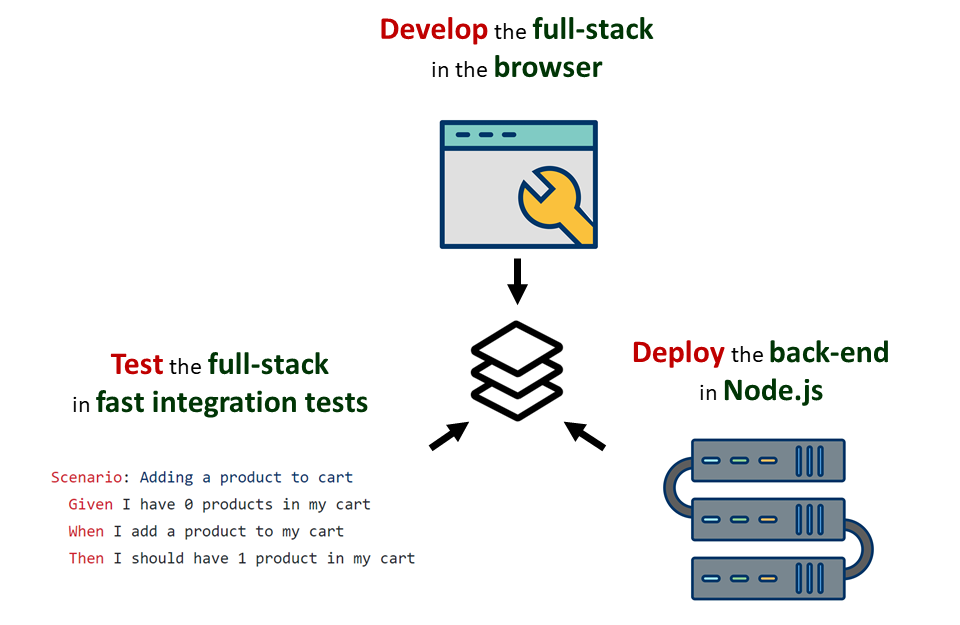 Develop the full-stack
in the browser
Test the full-stack
in fast integration tests
Scenario: Adding a product to cart
Given I have 0 products in my cart
When I add a product to my cart
Then I should have 1 product in my cart
Deploy the back-end
in Node.js